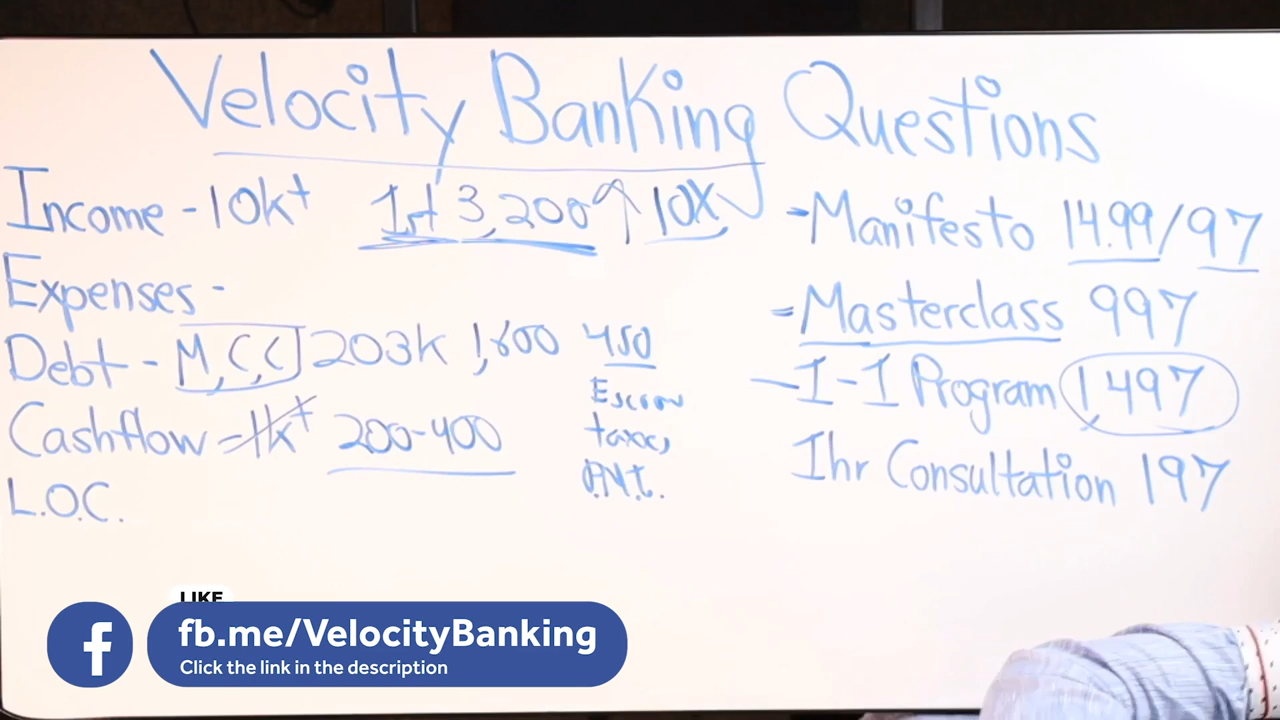 Velocity Banking Questions
Income - 10k+ 1st 3,200 10X
Expenses -
Debt - M, C, C 203k 1,600 450
Escrow
taxes,
Cashflow = 1k+ 200-400
P.M.I.
L.O.C.
- Manifesto 14.99/97
= Masterclass 997
- 1-1 Program 1,497
1hr Consultation 197
LIKE
fb.me/VelocityBanking
Click the link in the description